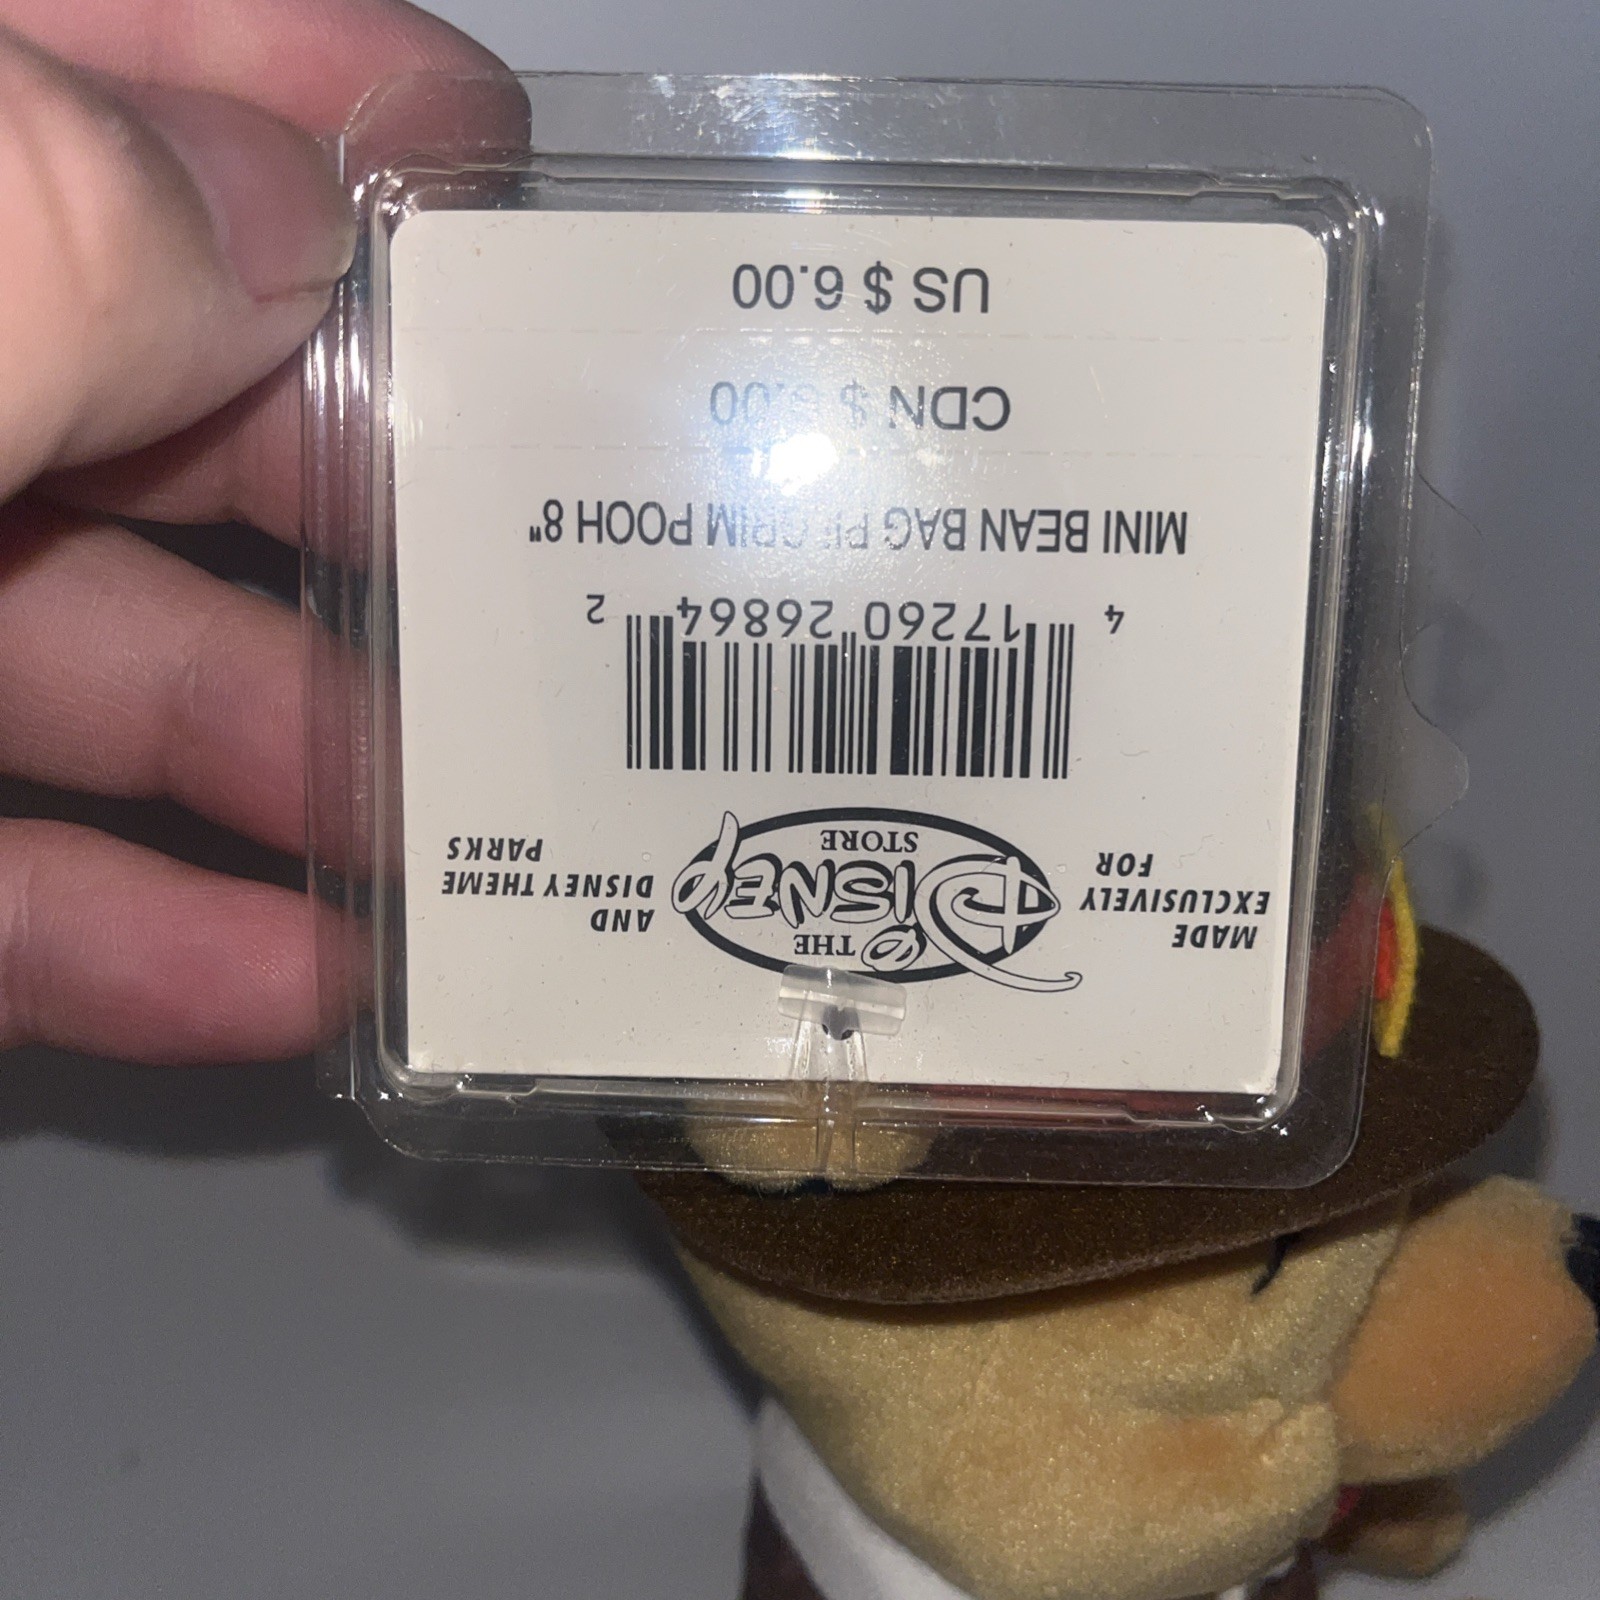 MADE
EXCLUSIVELY
FOR
THE
DISNEY
STORE
AND
DISNEY THEME
PARKS
4 17260 26864 2
MINI BEAN BAG PILGRIM POOH 8"
CDN $
US $ 6.00